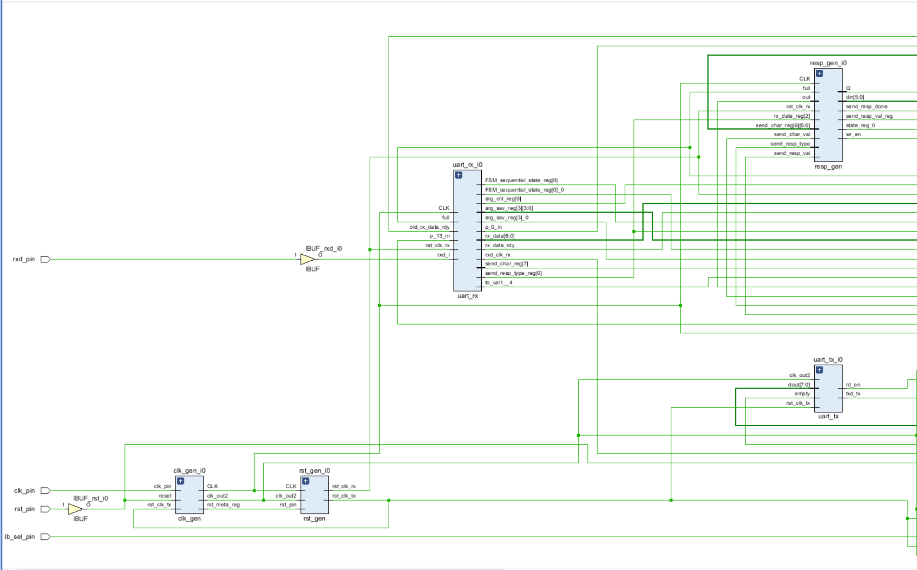 resp_gen_i0
CLK
full
out
rst_clk_rx
rx_data_reg[2]
send_char_reg[6][6:0]
send_char_val
send_resp_type
send_resp_val
Q
din[5:0]
send_resp_done
send_resp_val_reg
state_reg_0
wr_en
resp_gen
uart_rx_i0
CLK
full
old_rx_data_rdy
p_13_in
rst_clk_rx
rxd_i
FSM_sequential_state_reg[0]
FSM_sequential_state_reg[0]_0
arg_cnt_reg[0]
arg_sav_reg[3][3:0]
arg_sav_reg[3]_0
p_0_in
rx_data[6:0]
rx_data_rdy
rxd_clk_rx
send_char_reg[7]
send_resp_type_reg[0]
to_val1__4
uart_rx
rxd_pin
IBUF_rxd_i0
I
O
IBUF
uart_tx_i0
clk_out2
dout[7:0]
empty
rst_clk_tx
rd_en
txd_tx
uart_tx
clk_pin
rst_pin
lb_sel_pin
IBUF_rst_i0
I
O
IBUF
clk_gen_i0
clk_pin
reset
rst_clk_tx
CLK
clk_out2
rst_meta_reg
clk_gen
rst_gen_i0
CLK
clk_out2
rst_pin
rst_clk_rx
rst_clk_tx
rst_gen